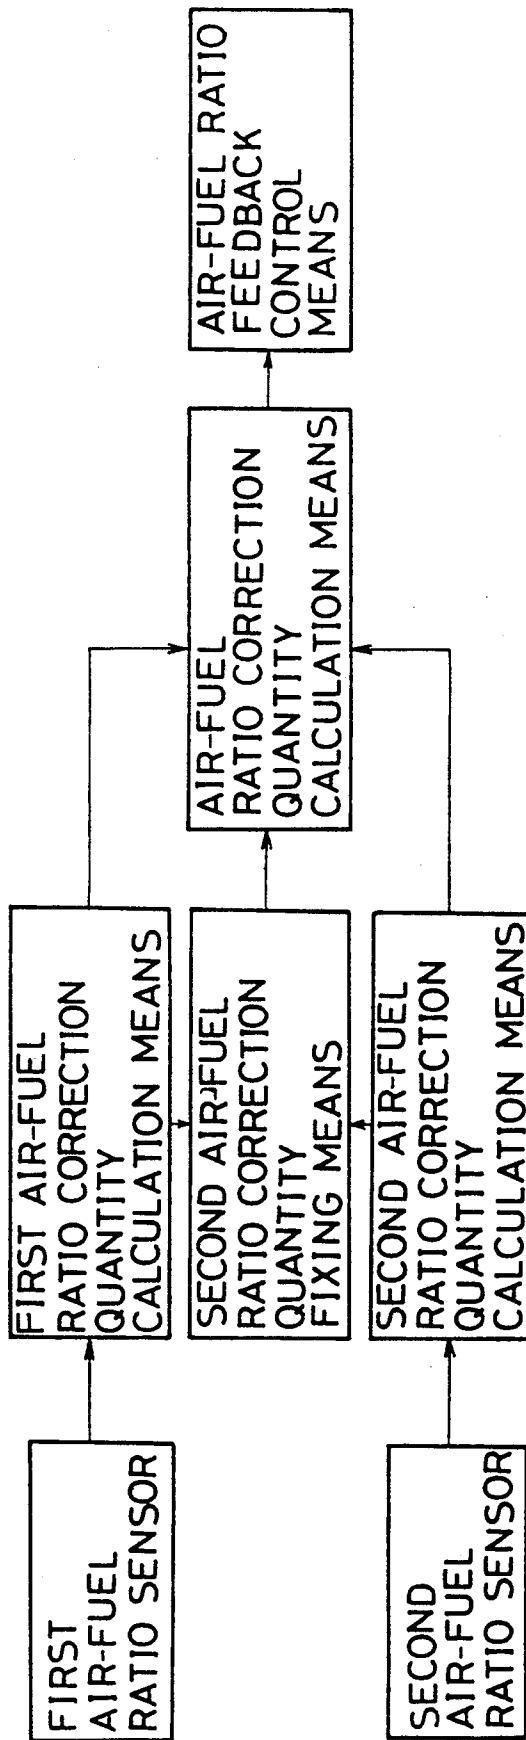 FIRST
AIR-FUEL
RATIO SENSOR
SECOND
AIR-FUEL
RATIO SENSOR
FIRST AIR-FUEL
RATIO CORRECTION
QUANTITY
CALCULATION MEANS
SECOND AIR-FUEL
RATIO CORRECTION
QUANTITY
FIXING MEANS
SECOND AIR-FUEL
RATIO CORRECTION
QUANTITY
CALCULATION MEANS
AIR-FUEL
RATIO CORRECTION
QUANTITY
CALCULATION MEANS
AIR-FUEL RATIO
FEEDBACK
CONTROL
MEANS